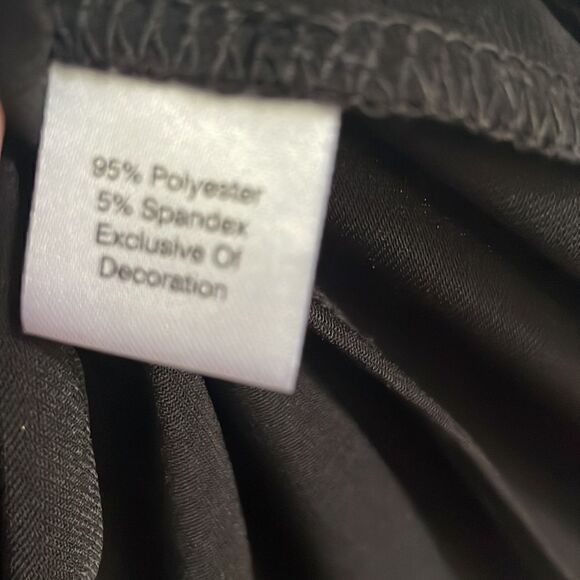 95% Polyester
5% Spandex
Exclusive Of
Decoration